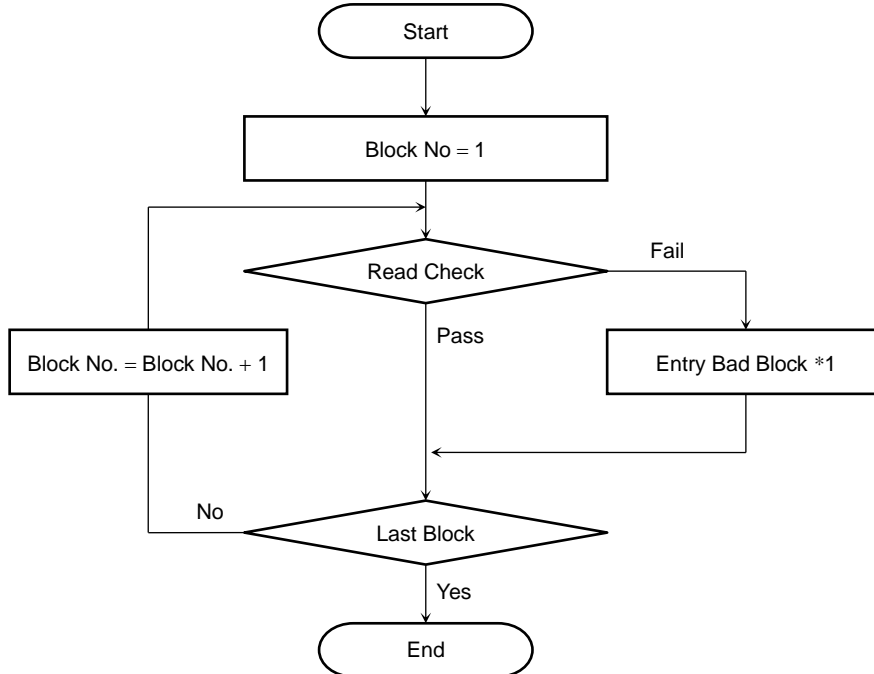 Start
Block No = 1
Read Check
Fail
Pass
Block No. = Block No. + 1
Entry Bad Block *1
No
Last Block
Yes
End